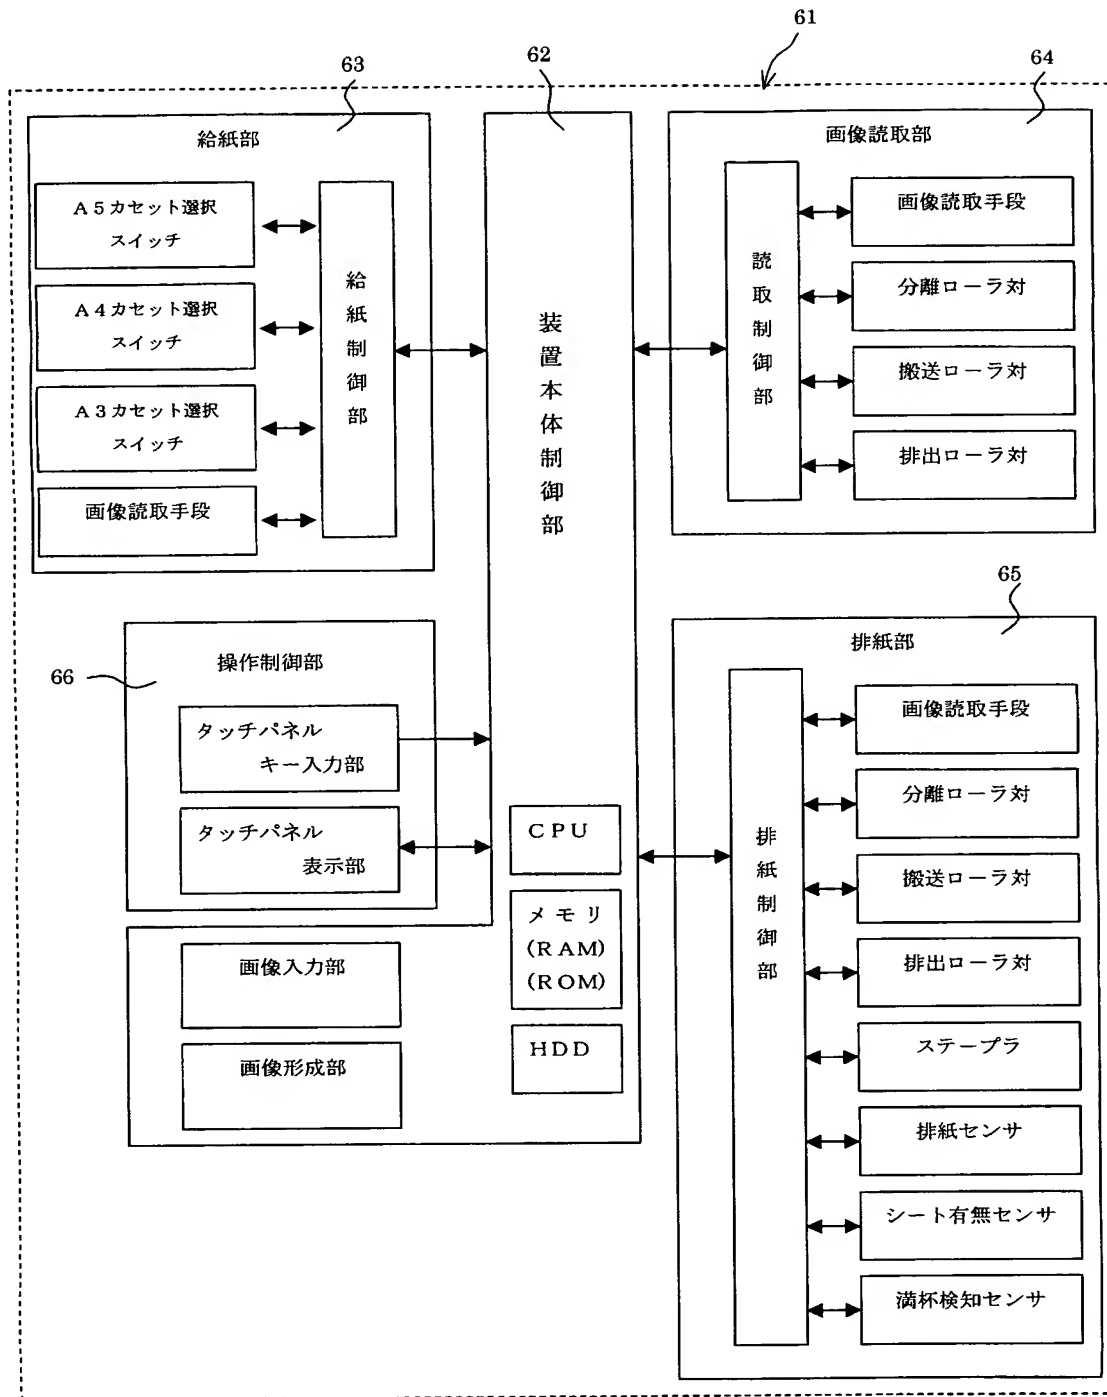 61
62
63
64
給紙部
A5カセット選択
スイッチ
A4カセット選択
スイッチ
A3カセット選択
スイッチ
画像読取手段
給紙制御部
装置本体制御部
画像読取部
読取制御部
画像読取手段
分離ローラ対
搬送ローラ対
排出ローラ対
66
操作制御部
タッチパネル
キー入力部
タッチパネル
表示部
CPU
メモリ
(RAM)
(ROM)
HDD
画像入力部
画像形成部
65
排紙部
排紙制御部
画像読取手段
分離ローラ対
搬送ローラ対
排出ローラ対
ステープラ
排紙センサ
シート有無センサ
満杯検知センサ